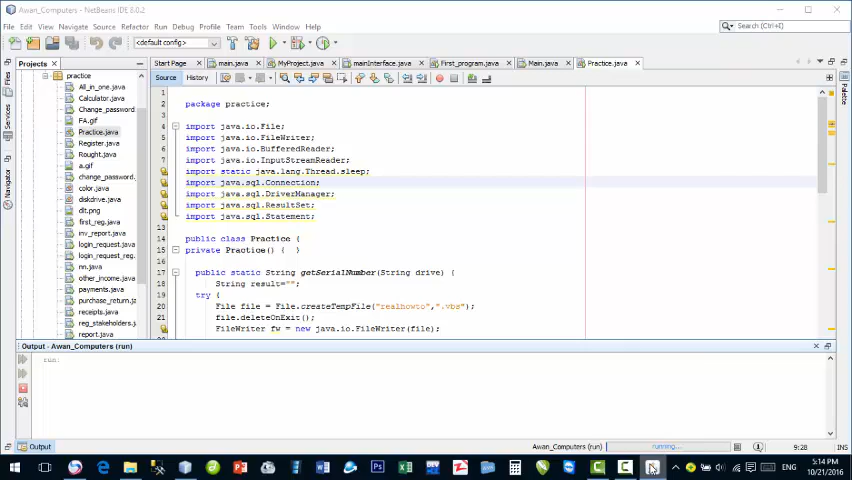 Awan_Computers - NetBeans IDE 8.0.2
File Edit View Navigate Source Refactor Run Debug Profile Team Tools Window Help
Search (Ctrl+I)
<default config>
Projects
Start Page main.java MyProject.java mainInterface.java First_program.java Main.java Practice.java
Source History
Files
Services
Navigator
Palette
practice
All_in_one.java
Calculator.java
Change_password
FA.gif
Practice.java
Register.java
Rought.java
a.gif
color.java
diskdrive.java
dlt.png
first_reg.java
inv_report.java
login_request.java
login_request_reg
nn.java
other_income.java
payments.java
purchase_return.ja
receipts.java
reg_stakeholders.
report.java
1
2 package practice;
3
4 import java.io.File;
5 import java.io.FileWriter;
6 import java.io.BufferedReader;
7 import java.io.InputStreamReader;
import static java.lang.Thread.sleep;
import java.sql.Connection;
import java.sql.DriverManager;
import java.sql.ResultSet;
import java.sql.Statement;
13
14 public class Practice {
15 private Practice() { }
16
17 public static String getSerialNumber(String drive) {
18 String result="";
19 try {
20 File file = File.createTempFile("realhowto",".vbs");
21 file.deleteOnExit();
FileWriter fw = new java.io.FileWriter(file);
Output - Awan_Computers (run)
run:
Output
Awan_Computers (run) running... 1 9:28 INS
ENG
5:14 PM
10/21/2016